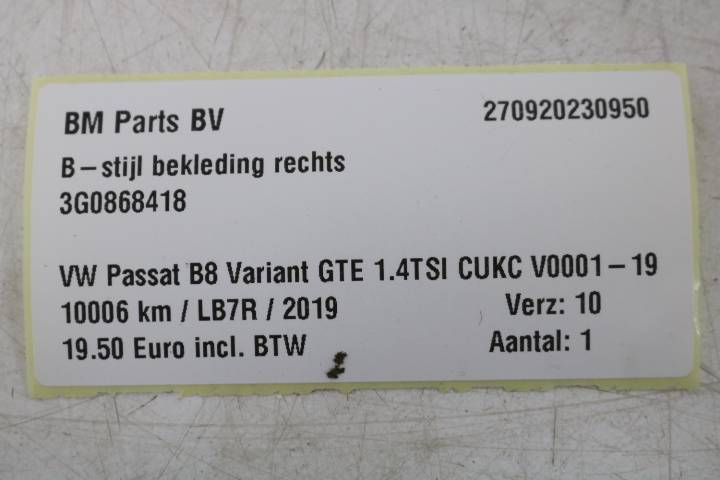 BM Parts BV 270920230950
B-stijl bekleding rechts
3G0868418
VW Passat B8 Variant GTE 1.4TSI CUKC V0001-19
10006 km / LB7R / 2019 Verz: 10
19.50 Euro incl. BTW Aantal: 1